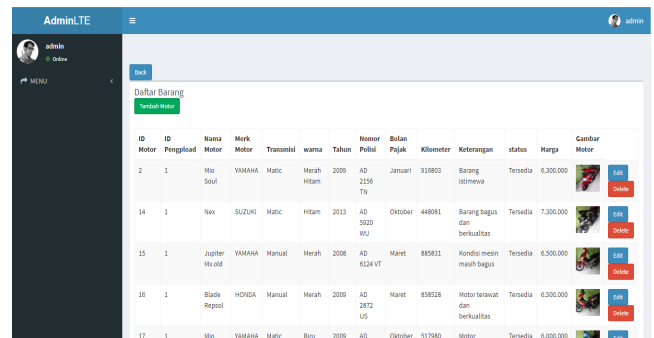 AdminLTE
admin
admin
Online
MENU
Back
Daftar Barang
Tambah Motor
ID Motor ID Pengpload Nama Motor Merk Motor Transmisi warna Tahun Nomor Polisi Bulan Pajak Kilometer Keterangan status Harga Gambar Motor
2 1 Mio Soul YAMAHA Matic Merah Hitam 2009 AD 2156 TN Januari 916803 Barang istimewa Tersedia 6.300.000 Edit Delete
14 1 Nex SUZUKI Matic Hitam 2013 AD 5920 WU Oktober 448081 Barang bagus dan berkualitas Tersedia 7.300.000 Edit Delete
15 1 Jupiter Mx old YAMAHA Manual Merah 2008 AD 6124 VT Maret 885831 Kondisi mesin masih bagus Tersedia 6.500.000 Edit Delete
16 1 Blade Repsol HONDA Manual Merah 2009 AD 2872 US Maret 858528 Motor terawat dan berkualitas Tersedia 6.500.000 Edit Delete
17 1 Mio YAMAHA Matic Biru 2009 AD Oktober 517980 Motor Tersedia 6.000.000 Edit